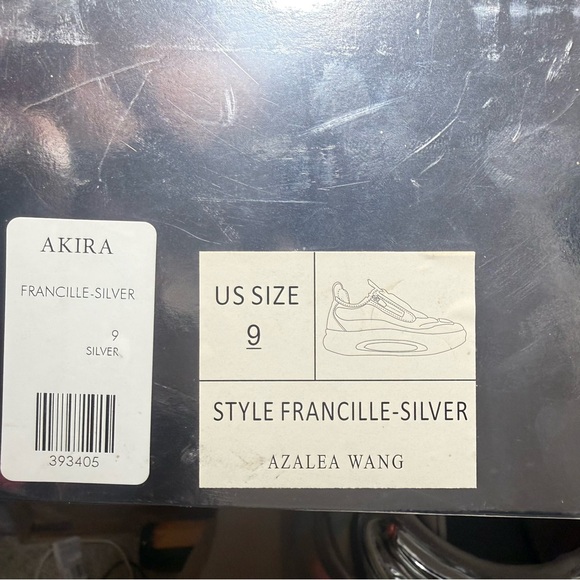 AKIRA
FRANCILLE-SILVER
9
SILVER
393405
US SIZE
9
STYLE FRANCILLE-SILVER
AZALEA WANG